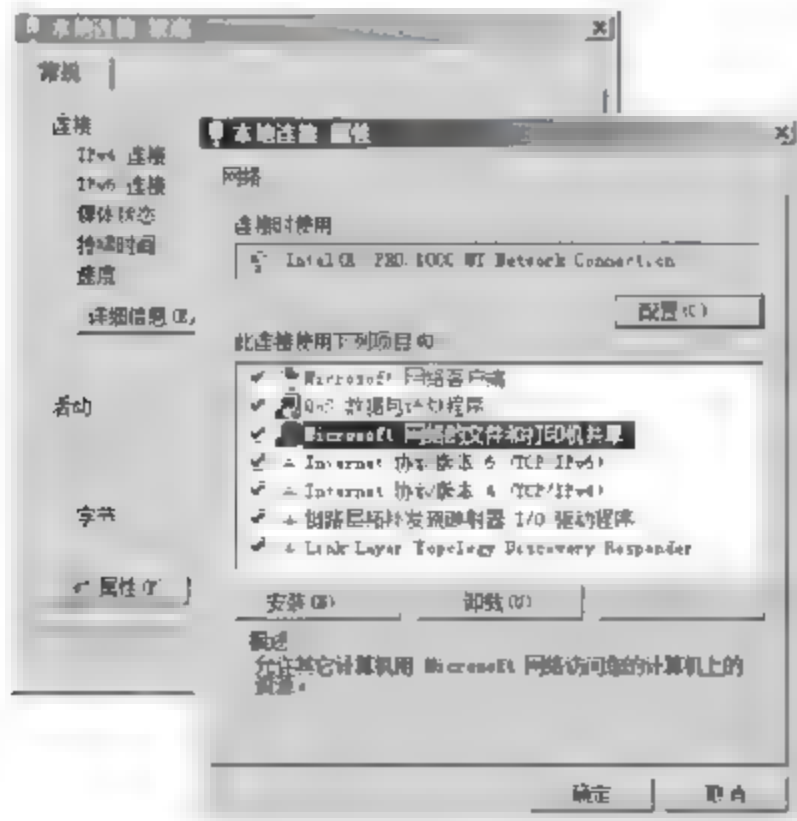 本地连接 状态
常规
连接
IPv4 连接
IPv6 连接
媒体状态
持续时间
速度
详细信息(E)
活动
字节
属性(P)
本地连接 属性
网络
连接时使用
Intel(R) PRO/1000 MT Network Connection
配置(C)
此连接使用下列项目(O)
Microsoft 网络客户端
QoS 数据包计划程序
Microsoft 网络的文件和打印机共享
Internet 协议版本 6 (TCP/IPv6)
Internet 协议版本 4 (TCP/IPv4)
链路层拓扑发现映射器 I/O 驱动程序
Link-Layer Topology Discovery Responder
安装(N)
卸载(U)
描述
允许其它计算机用 Microsoft 网络访问您的计算机上的
资源。
确定
取消